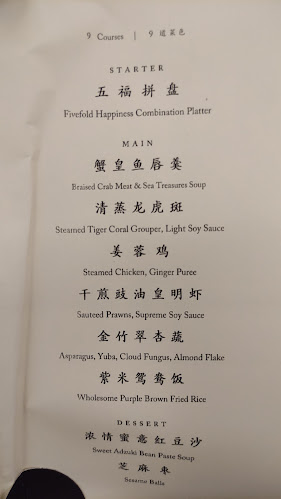 9 Courses | 9 道菜色
STARTER
五福拼盘
Fivefold Happiness Combination Platter
MAIN
蟹皇鱼唇羹
Braised Crab Meat & Sea Treasures Soup
清蒸龙虎斑
Steamed Tiger Coral Grouper, Light Soy Sauce
姜蓉鸡
Steamed Chicken, Ginger Puree
干煎豉油皇明虾
Sauteed Prawns, Supreme Soy Sauce
金竹翠杏蔬
Asparagus, Yuba, Cloud Fungus, Almond Flake
紫米鸳鸯饭
Wholesome Purple Brown Fried Rice
DESSERT
浓情蜜意红豆沙
Sweet Adzuki Bean Paste Soup
芝麻枣
Sesame Balls